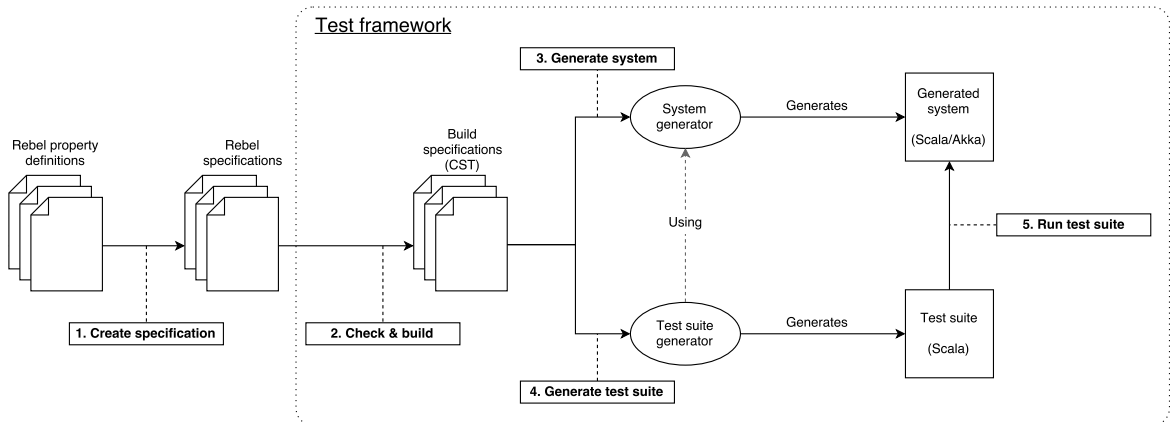 Test framework
3. Generate system
Rebel property
definitions
Rebel
specifications
Build
specifications
(CST)
System
generator
Generates
Generated
system
(Scala/Akka)
Using
5. Run test suite
1. Create specification
2. Check & build
Test suite
generator
Generates
Test suite
(Scala)
4. Generate test suite